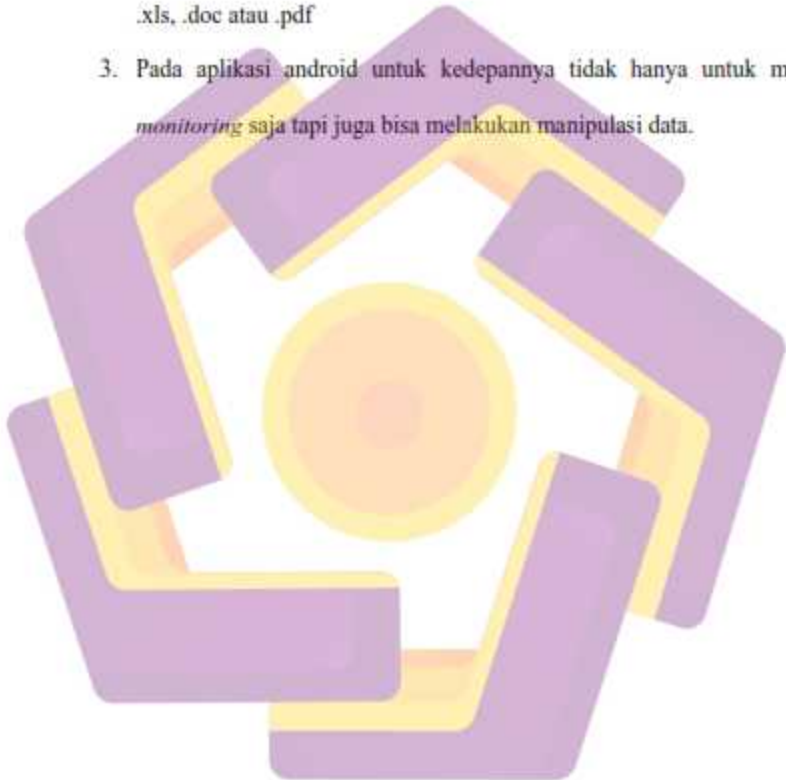 .xls, .doc atau .pdf
3. Pada aplikasi android untuk kedepannya tidak hanya untuk
monitoring saja tapi juga bisa melakukan manipulasi data.